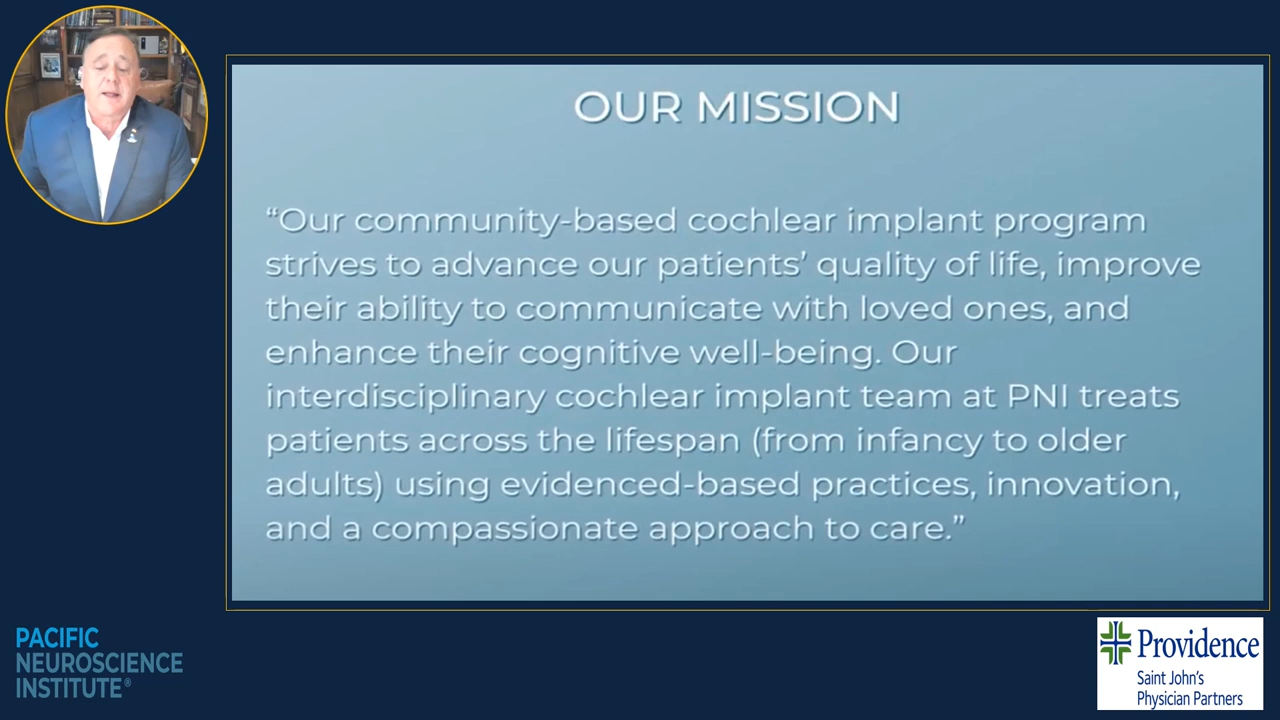 OUR MISSION
“Our community-based cochlear implant program
strives to advance our patients’ quality of life, improve
their ability to communicate with loved ones, and
enhance their cognitive well-being. Our
interdisciplinary cochlear implant team at PNI treats
patients across the lifespan (from infancy to older
adults) using evidenced-based practices, innovation,
and a compassionate approach to care.”
PACIFIC
NEUROSCIENCE
INSTITUTE®
Providence
Saint John's
Physician Partners